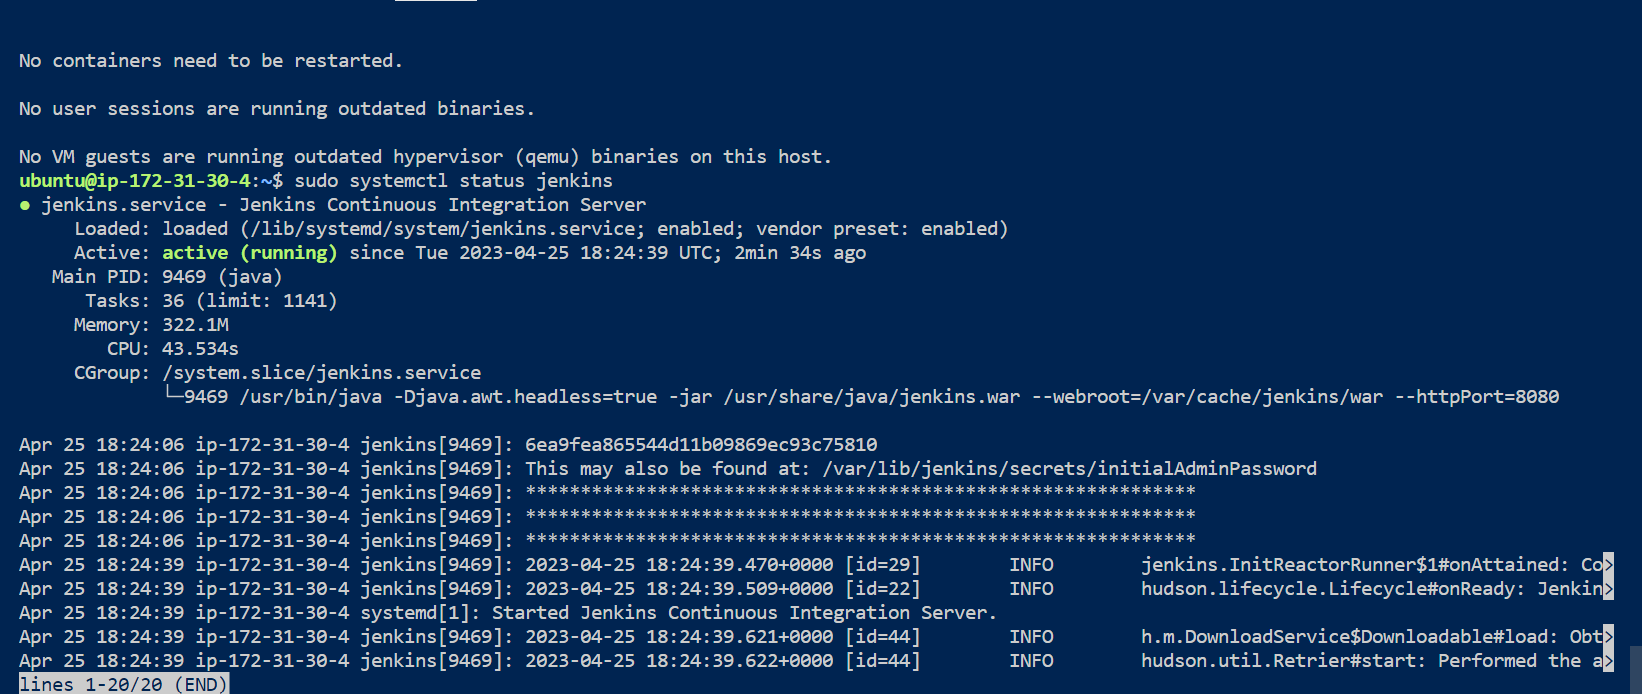 No containers need to be restarted.
No user sessions are running outdated binaries.
No VM guests are running outdated hypervisor (qemu) binaries on this host.
ubuntu@ip-172-31-30-4:~$ sudo systemctl status jenkins
● jenkins.service - Jenkins Continuous Integration Server
Loaded: loaded (/lib/systemd/system/jenkins.service; enabled; vendor preset: enabled)
Active: active (running) since Tue 2023-04-25 18:24:39 UTC; 2min 34s ago
Main PID: 9469 (java)
Tasks: 36 (limit: 1141)
Memory: 322.1M
CPU: 43.534s
CGroup: /system.slice/jenkins.service
└─9469 /usr/bin/java -Djava.awt.headless=true -jar /usr/share/java/jenkins.war --webroot=/var/cache/jenkins/war --httpPort=8080
Apr 25 18:24:06 ip-172-31-30-4 jenkins[9469]: 6ea9fea865544d11b09869ec93c75810
Apr 25 18:24:06 ip-172-31-30-4 jenkins[9469]: This may also be found at: /var/lib/jenkins/secrets/initialAdminPassword
Apr 25 18:24:06 ip-172-31-30-4 jenkins[9469]: *************************************************************
Apr 25 18:24:06 ip-172-31-30-4 jenkins[9469]: *************************************************************
Apr 25 18:24:06 ip-172-31-30-4 jenkins[9469]: *************************************************************
Apr 25 18:24:39 ip-172-31-30-4 jenkins[9469]: 2023-04-25 18:24:39.470+0000 [id=29] INFO jenkins.InitReactorRunner$1#onAttained: Co>
Apr 25 18:24:39 ip-172-31-30-4 jenkins[9469]: 2023-04-25 18:24:39.509+0000 [id=22] INFO hudson.lifecycle.Lifecycle#onReady: Jenkin>
Apr 25 18:24:39 ip-172-31-30-4 systemd[1]: Started Jenkins Continuous Integration Server.
Apr 25 18:24:39 ip-172-31-30-4 jenkins[9469]: 2023-04-25 18:24:39.621+0000 [id=44] INFO h.m.DownloadService$Downloadable#load: Obt>
Apr 25 18:24:39 ip-172-31-30-4 jenkins[9469]: 2023-04-25 18:24:39.622+0000 [id=44] INFO hudson.util.Retrier#start: Performed the a>
lines 1-20/20 (END)